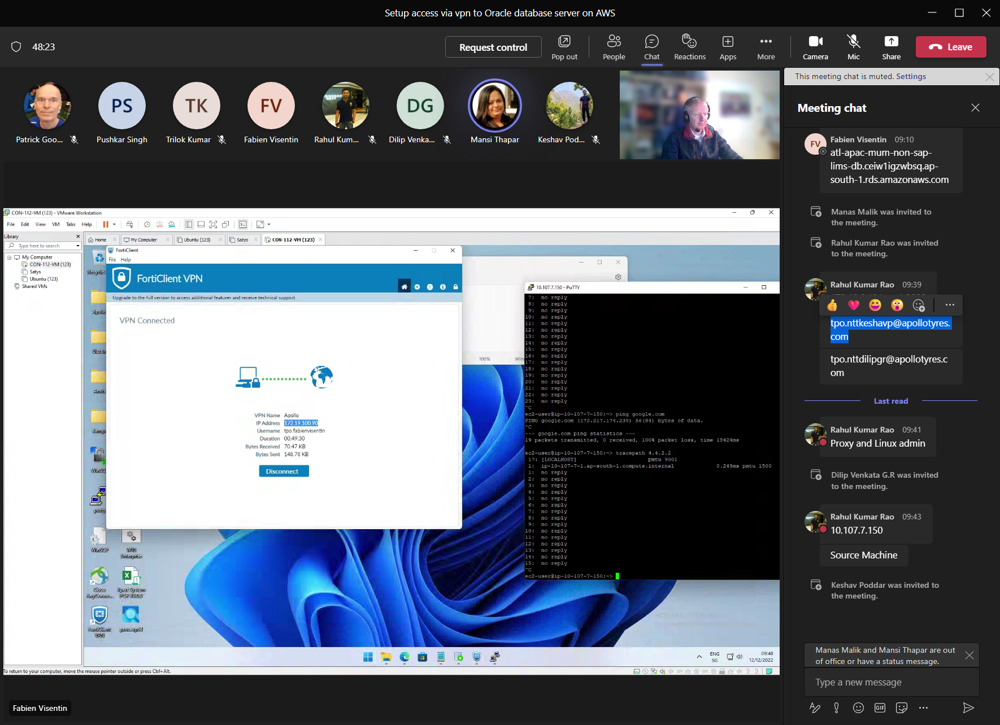 Setup access via vpn to Oracle database server on AWS
48:23
Request control
Pop out
People
Chat
Reactions
Apps
More
Camera
Mic
Share
Leave
PS
TK
FV
DG
Patrick Goo...
Pushkar Singh
Trilok Kumar
Fabien Visentin
Rahul Kum...
Dilip Venka...
Mansi Thapar
Keshav Pod...
CON-112-VM (123) - VMware Workstation
File Edit View VM Tabs Help
Library
Type here to search
My Computer
CON-112-VM (123)
Satys
Ubuntu (123)
Shared VMs
Home
My Computer
Ubuntu (123)
Satys
CON-112-VM (123)
Recycle
Apollo
Ulstein
Anvis
Kamp
WinSC
putty
WinSCP
W10
Enterprise
Cisco
AnyConne...
Xpert System
PCR V3.0.0
FortiClient
VPN
procexp64
FortiClient
File Help
FortiClient VPN
Upgrade to the full version to access additional features and receive technical support.
VPN Connected
VPN Name Apollo
IP Address 172.19.100.90
Username tpo.fabienvisentin
Duration 00:49:30
Bytes Received 70.47 KB
Bytes Sent 148.78 KB
Disconnect
100%
Win
10.107.7.150 - PuTTY
7: no reply
8: no reply
9: no reply
10: no reply
11: no reply
12: no reply
13: no reply
14: no reply
15: no reply
16: no reply
17: no reply
18: no reply
19: no reply
20: no reply
21: no reply
22: no reply
23: no reply
^C
ec2-user@ip-10-107-7-150:~> ping google.com
PING google.com (172.217.174.238) 56(84) bytes of data.
^C
--- google.com ping statistics ---
19 packets transmitted, 0 received, 100% packet loss, time 18424ms
ec2-user@ip-10-107-7-150:~> tracepath 4.4.2.2
1?: [LOCALHOST] pmtu 9001
1: ip-10-107-7-1.ap-south-1.compute.internal 0.249ms pmtu 1500
1: no reply
2: no reply
3: no reply
4: no reply
5: no reply
6: no reply
7: no reply
8: no reply
9: no reply
10: no reply
11: no reply
12: no reply
13: no reply
14: no reply
15: no reply
^C
ec2-user@ip-10-107-7-150:~>
ENG
SG
09:48
12/12/2022
To return to your computer, move the mouse pointer outside or press Ctrl+Alt.
Fabien Visentin
This meeting chat is muted. Settings
Meeting chat
FV
Fabien Visentin 09:10
atl-apac-mum-non-sap-
lims-db.ceiw1igzwbsq.ap-
south-1.rds.amazonaws.com
Manas Malik was invited to
the meeting.
Rahul Kumar Rao was invited
to the meeting.
Rahul Kumar Rao 09:39
tpo.nttkeshavp@apollotyres.
com
tpo.nttdilipgr@apollotyres.c
om
Last read
Rahul Kumar Rao 09:41
Proxy and Linux admin
Dilip Venkata G.R was invited
to the meeting.
Rahul Kumar Rao 09:43
10.107.7.150
Source Machine
Keshav Poddar was invited to
the meeting.
Manas Malik and Mansi Thapar are out
of office or have a status message.
Type a new message
GIF